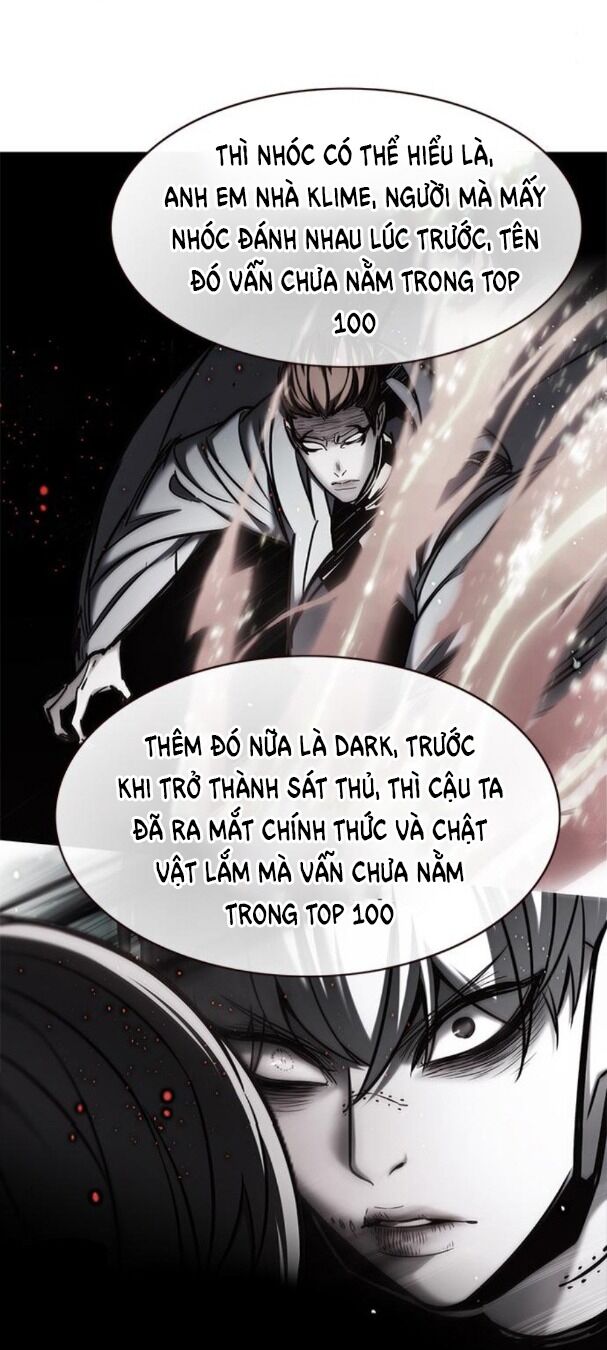 THÌ NHÓC CÓ THỂ HIỂU LÀ,
ANH EM NHÀ KLIME, NGƯỜI MÀ MẤY
NHÓC ĐÁNH NHAU LÚC TRƯỚC, TÊN
ĐÓ VẪN CHƯA NẰM TRONG TOP
100
THÊM ĐÓ NỮA LÀ DARK, TRƯỚC
KHI TRỞ THÀNH SÁT THỦ, THÌ CẬU TA
ĐÃ RA MẮT CHÍNH THỨC VÀ CHẬT
VẬT LẮM MÀ VẪN CHƯA NẰM
TRONG TOP 100